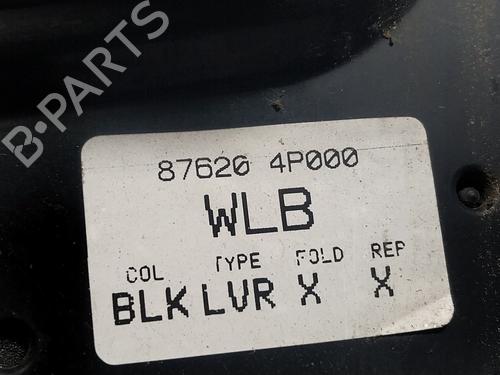 B-PARTS
87620 4P000
WLB
COL TYPE FOLD REP
BLK LVR X X